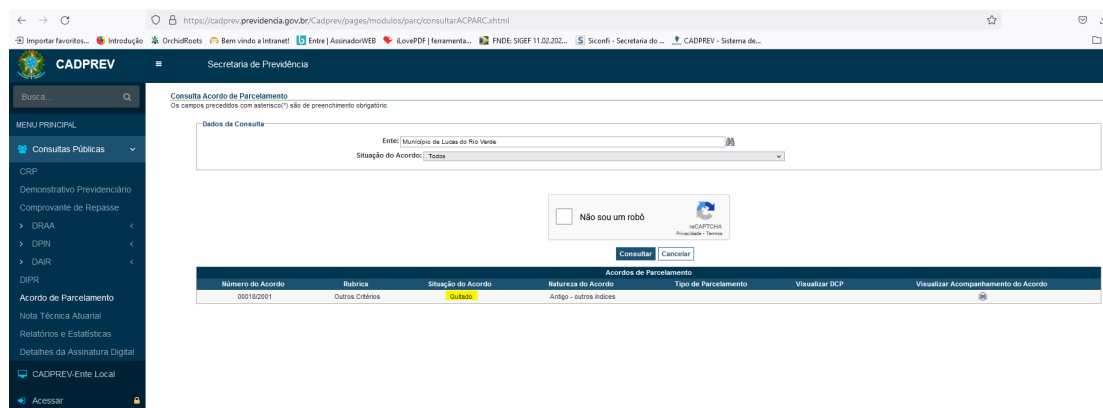 https://cadprev.previdencia.gov.br/Cadprev/pages/modulos/parc/consultarACPARC.xhtml
Importar favoritos... Introdução OrchidRoots Bem vindo a Intranet! Entre | AssinadorWEB iLovePDF | ferramenta... FNDE: SIGEF 11.02.202... Siconfi - Secretaria do ... CADPREV - Sistema de...
CADPREV Secretaria de Previdência
Busca...
MENU PRINCIPAL
Consultas Públicas
CRP
Demonstrativo Previdenciário
Comprovante de Repasse
DRAA
DPIN
DAIR
DIPR
Acordo de Parcelamento
Nota Técnica Atuarial
Relatórios e Estatísticas
Detalhes da Assinatura Digital
CADPREV-Ente Local
Acessar
Consulta Acordo de Parcelamento
Os campos precedidos com asterisco(*) são de preenchimento obrigatório.
Dados da Consulta
Ente: Município de Lucas do Rio Verde
Situação do Acordo: Todos
Não sou um robô
reCAPTCHA
Privacidade - Termos
Consultar Cancelar
Acordos de Parcelamento
Número do Acordo Rubrica Situação do Acordo Natureza do Acordo Tipo de Parcelamento Visualizar DCP Visualizar Acompanhamento do Acordo
00018/2001 Outros Critérios Quitado Antigo - outros índices